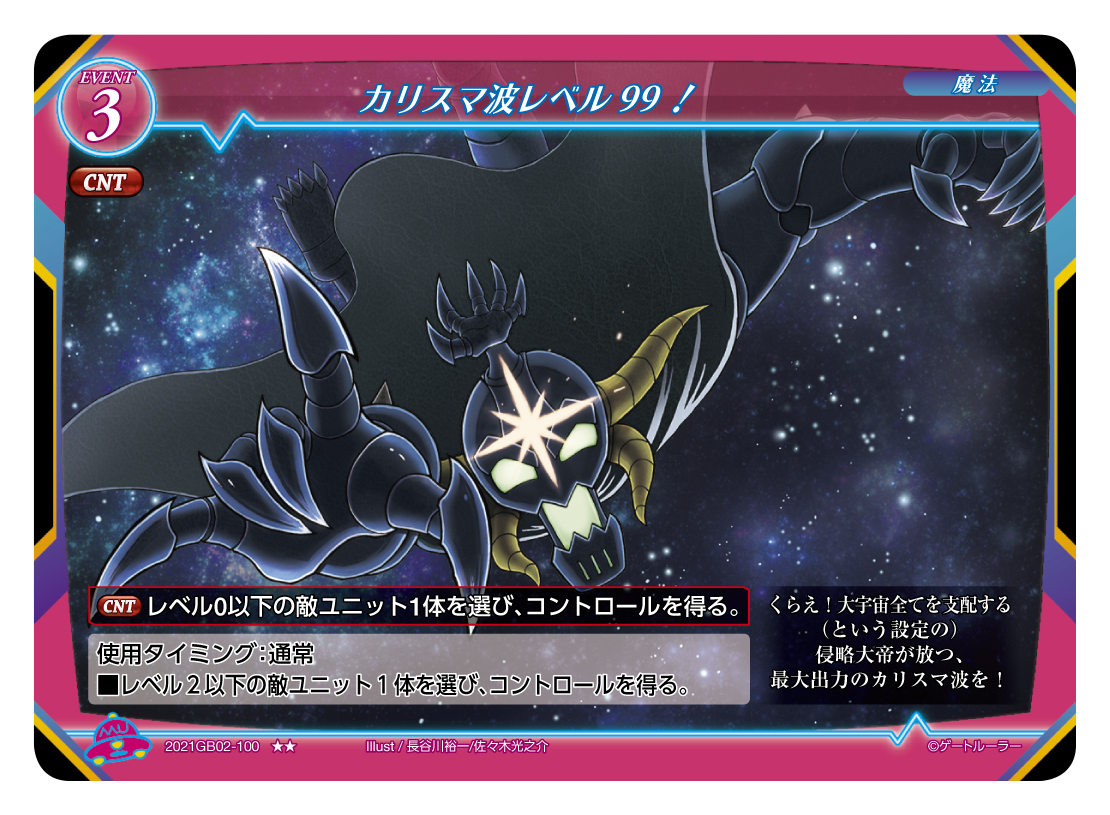 EVENT
3
カリスマ波レベル 99！
魔法
CNT
CNT レベル0以下の敵ユニット1体を選び、コントロールを得る。
使用タイミング：通常
■レベル２以下の敵ユニット１体を選び、コントロールを得る。
くらえ！大宇宙全てを支配する
（という設定の）
侵略大帝が放つ、
最大出力のカリスマ波を！
MU
2021GB02-100 ★★
Illust / 長谷川裕一/佐々木光之介
©ゲートルーラー